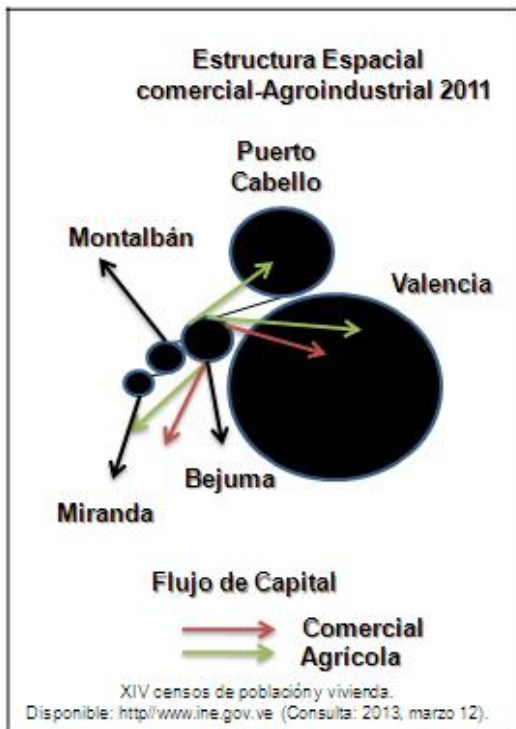 Estructura Espacial
comercial-Agroindustrial 2011
Puerto
Cabello
Montalbán
Valencia
Bejuma
Miranda
Flujo de Capital
Comercial
Agrícola
XIV censos de población y vivienda.
Disponible: http//www.ine.gov.ve (Consulta: 2013, marzo 12).